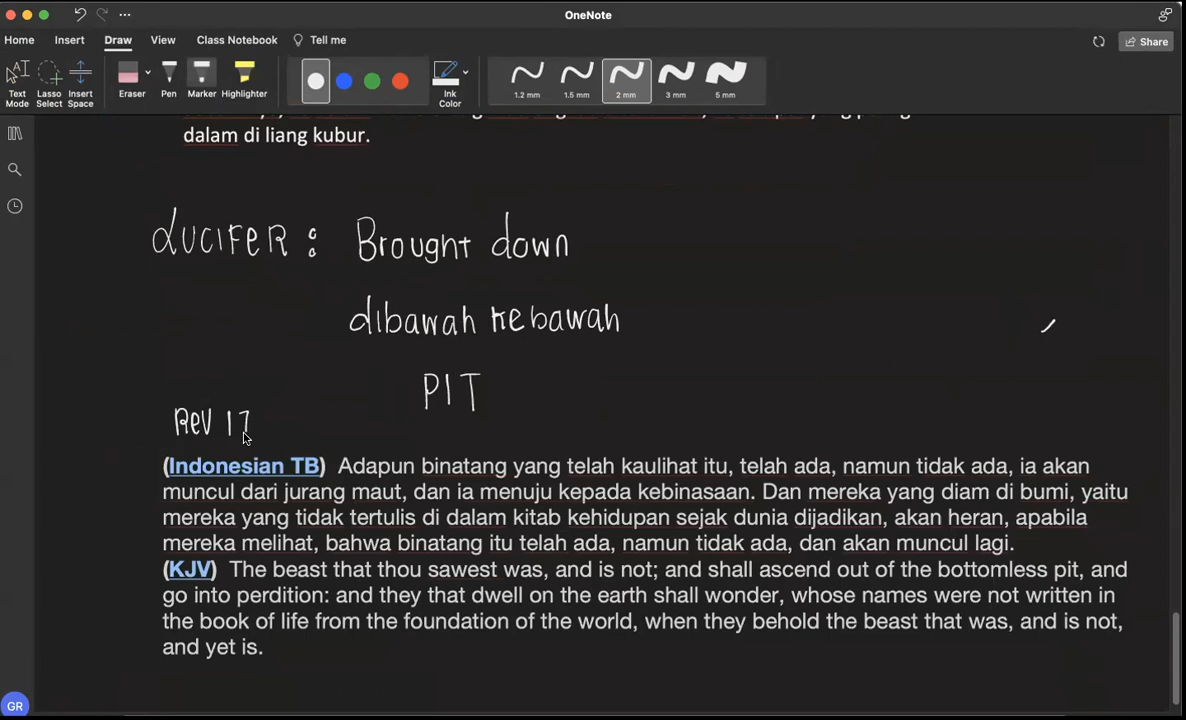 OneNote
Home Insert Draw View Class Notebook Tell me
Share
Text Mode
Lasso Select
Insert Space
Eraser
Pen
Marker
Highlighter
Ink Color
1.2 mm
1.5 mm
2 mm
3 mm
5 mm
dalam di liang kubur.
LUCIFER : Brought down
dibawah kebawah
PIT
REV 17
(Indonesian TB) Adapun binatang yang telah kaulihat itu, telah ada, namun tidak ada, ia akan
muncul dari jurang maut, dan ia menuju kepada kebinasaan. Dan mereka yang diam di bumi, yaitu
mereka yang tidak tertulis di dalam kitab kehidupan sejak dunia dijadikan, akan heran, apabila
mereka melihat, bahwa binatang itu telah ada, namun tidak ada, dan akan muncul lagi.
(KJV) The beast that thou sawest was, and is not; and shall ascend out of the bottomless pit, and
go into perdition: and they that dwell on the earth shall wonder, whose names were not written in
the book of life from the foundation of the world, when they behold the beast that was, and is not,
and yet is.
GR